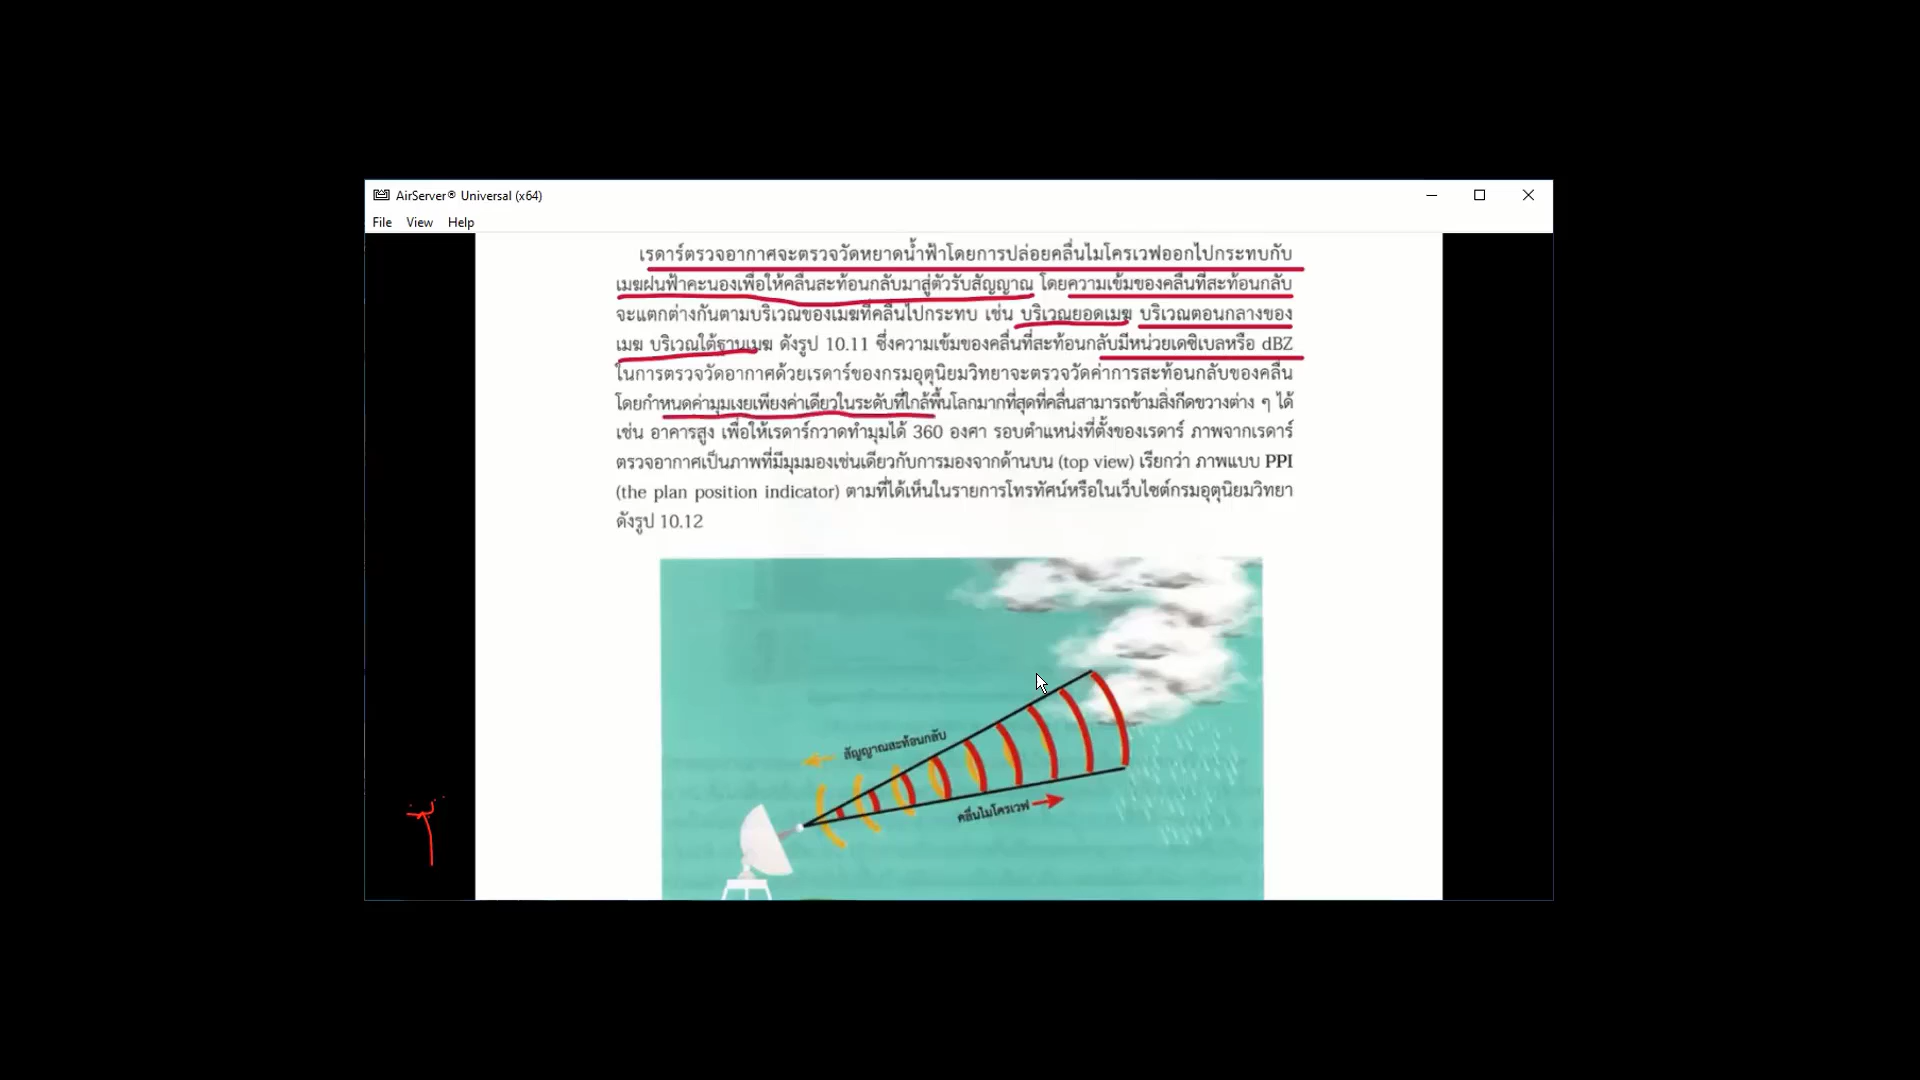 AirServer® Universal (x64)
File View Help
เรดาร์ตรวจอากาศจะตรวจวัดหยาดน้ำฟ้าโดยการปล่อยคลื่นไมโครเวฟออกไปกระทบกับ
เมฆฝนฟ้าคะนองเพื่อให้คลื่นสะท้อนกลับมาสู่ตัวรับสัญญาณ โดยความเข้มของคลื่นที่สะท้อนกลับ
จะแตกต่างกันตามบริเวณของเมฆที่คลื่นไปกระทบ เช่น บริเวณยอดเมฆ บริเวณตอนกลางของ
เมฆ บริเวณใต้ฐานเมฆ ดังรูป 10.11 ซึ่งความเข้มของคลื่นที่สะท้อนกลับมีหน่วยเดซิเบลหรือ dBZ
ในการตรวจวัดอากาศด้วยเรดาร์ของกรมอุตุนิยมวิทยาจะตรวจวัดค่าการสะท้อนกลับของคลื่น
โดยกำหนดค่ามุมเงยเพียงค่าเดียวในระดับที่ใกล้พื้นโลกมากที่สุดที่คลื่นสามารถข้ามสิ่งกีดขวางต่าง ๆ ได้
เช่น อาคารสูง เพื่อให้เรดาร์กวาดทำมุมได้ 360 องศา รอบตำแหน่งที่ตั้งของเรดาร์ ภาพจากเรดาร์
ตรวจอากาศเป็นภาพที่มีมุมมองเช่นเดียวกับการมองจากด้านบน (top view) เรียกว่า ภาพแบบ PPI
(the plan position indicator) ตามที่ได้เห็นในรายการโทรทัศน์หรือในเว็บไซต์กรมอุตุนิยมวิทยา
ดังรูป 10.12
สัญญาณสะท้อนกลับ
คลื่นไมโครเวฟ